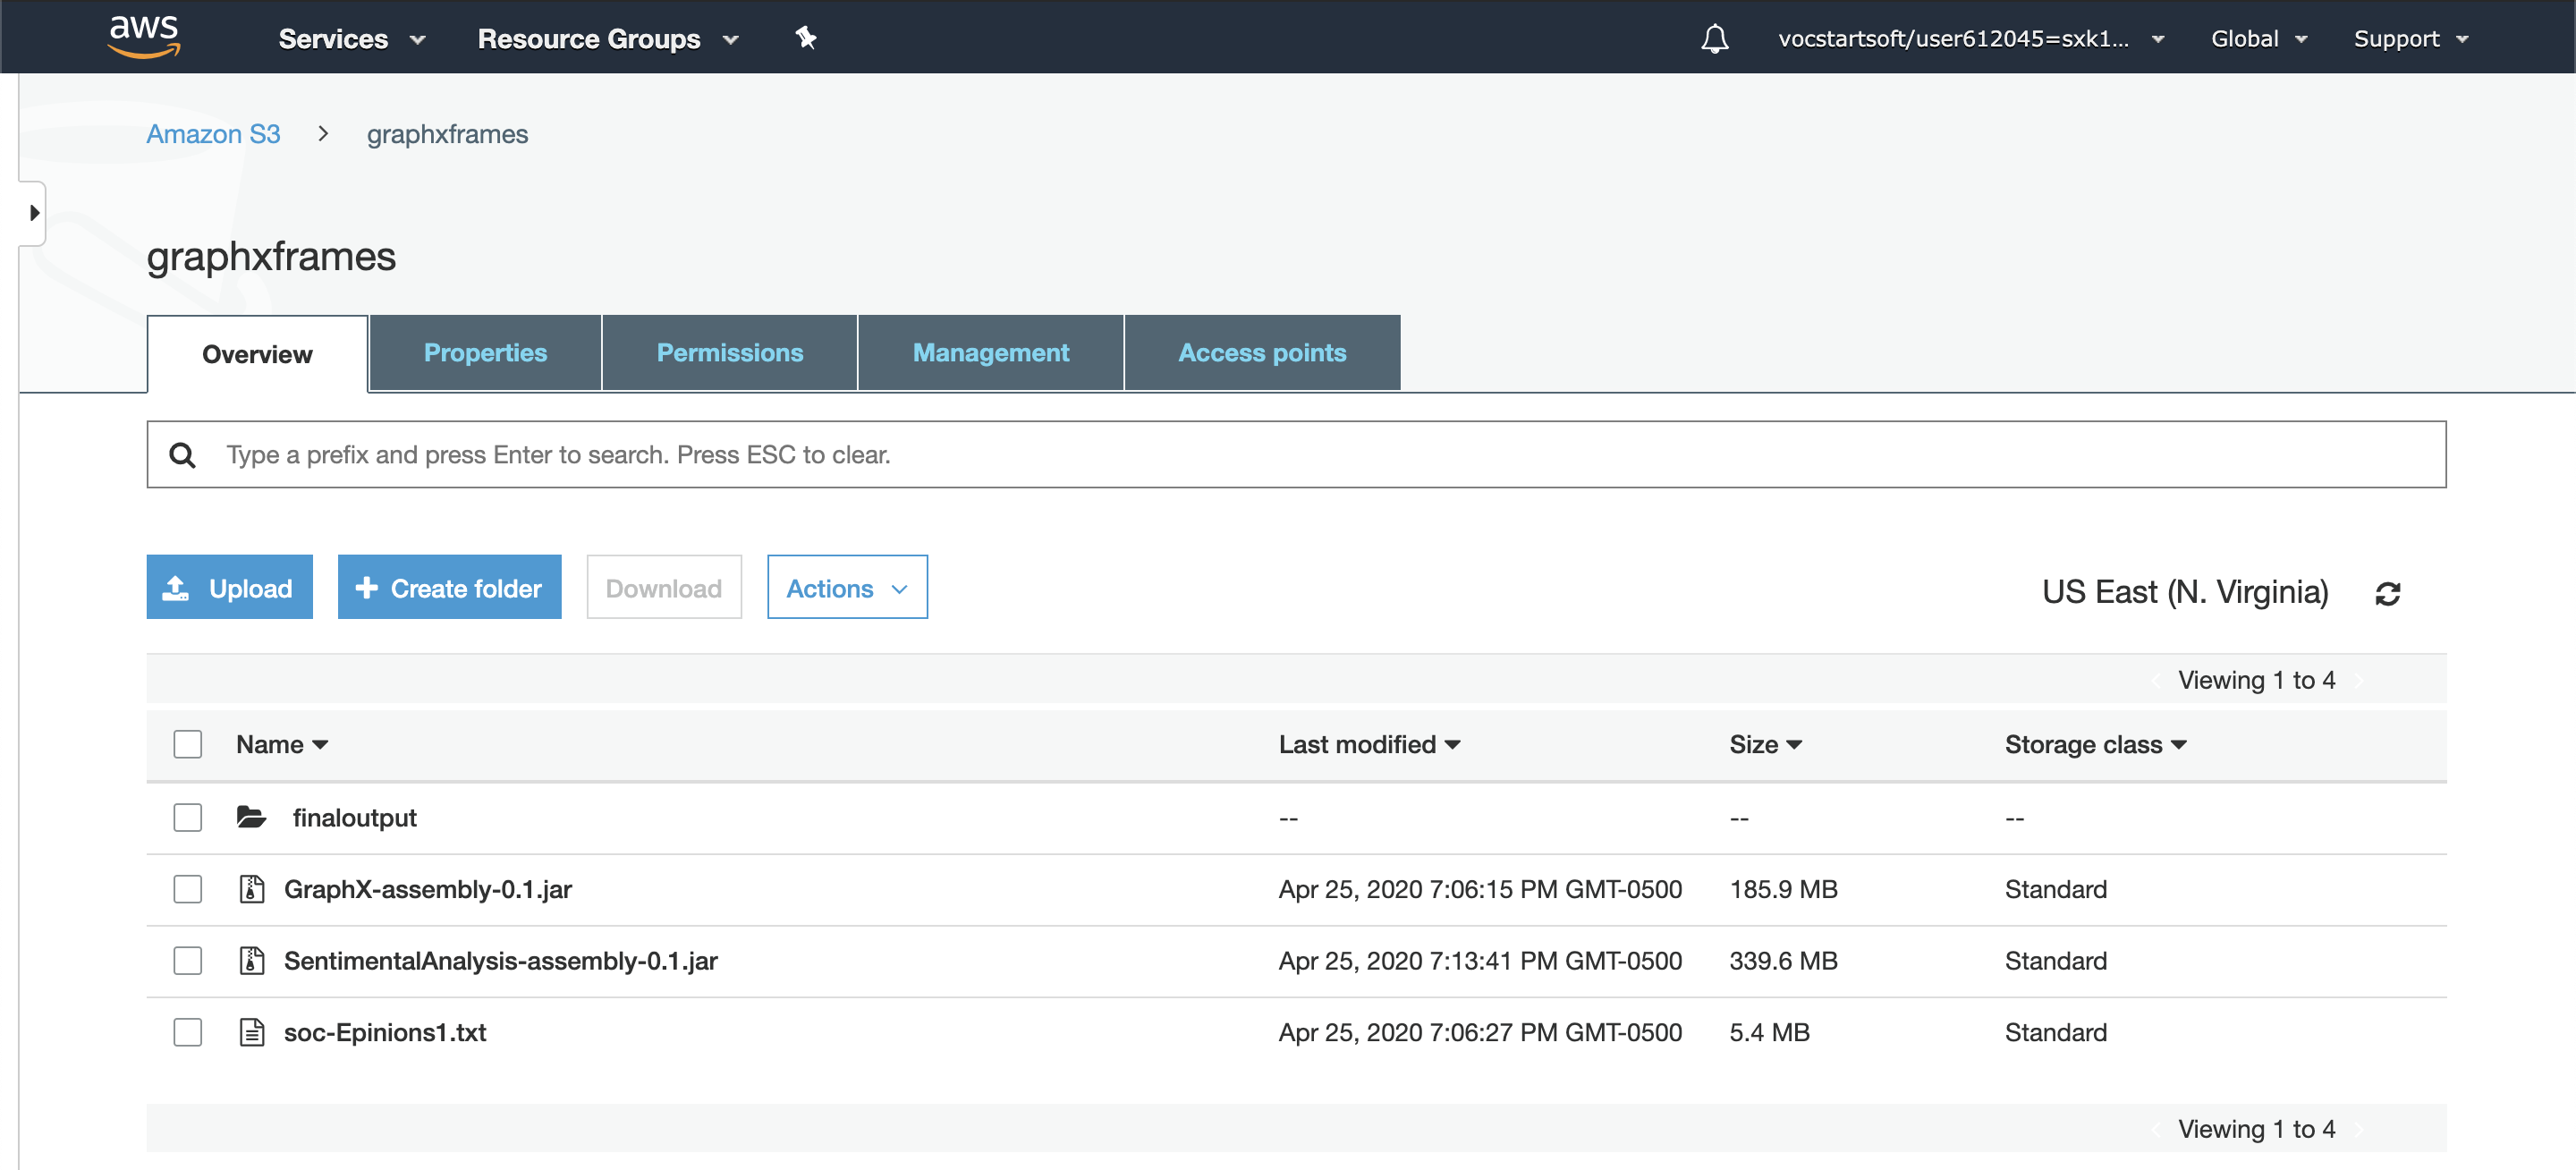 aws Services Resource Groups vocstartsoft/user612045=sxk1... Global Support
Amazon S3 > graphxframes
graphxframes
Overview Properties Permissions Management Access points
Type a prefix and press Enter to search. Press ESC to clear.
Upload + Create folder Download Actions US East (N. Virginia)
Viewing 1 to 4
Name Last modified Size Storage class
finaloutput -- -- --
GraphX-assembly-0.1.jar Apr 25, 2020 7:06:15 PM GMT-0500 185.9 MB Standard
SentimentalAnalysis-assembly-0.1.jar Apr 25, 2020 7:13:41 PM GMT-0500 339.6 MB Standard
soc-Epinions1.txt Apr 25, 2020 7:06:27 PM GMT-0500 5.4 MB Standard
Viewing 1 to 4